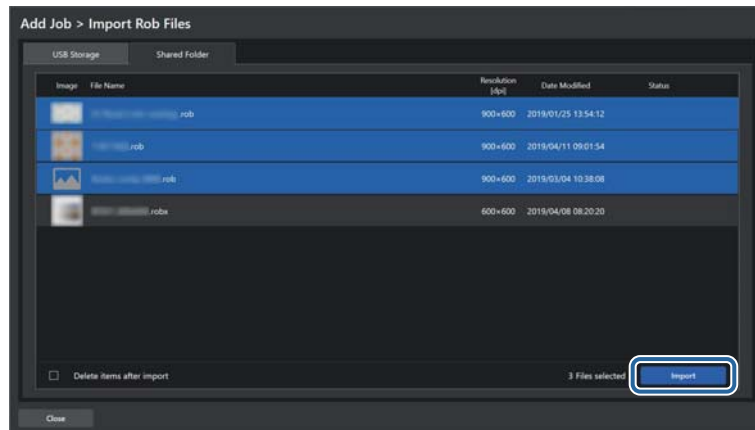 Add Job > Import Rob Files
USB Storage Shared Folder
Image File Name Resolution [dpi] Date Modified Status
.rob 900×600 2019/01/25 13:54:12
.rob 900×600 2019/04/11 09:01:54
.rob 900×600 2019/03/04 10:38:08
.robx 600×600 2019/04/08 08:20:20
Delete items after import 3 Files selected Import
Close